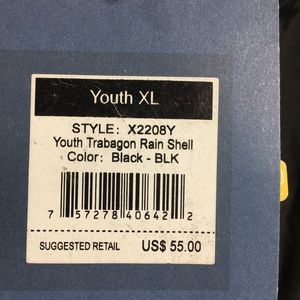 Youth XL
STYLE: X2208Y
Youth Trabagon Rain Shell
Color: Black - BLK
7 57278 40642 2
SUGGESTED RETAIL US$ 55.00